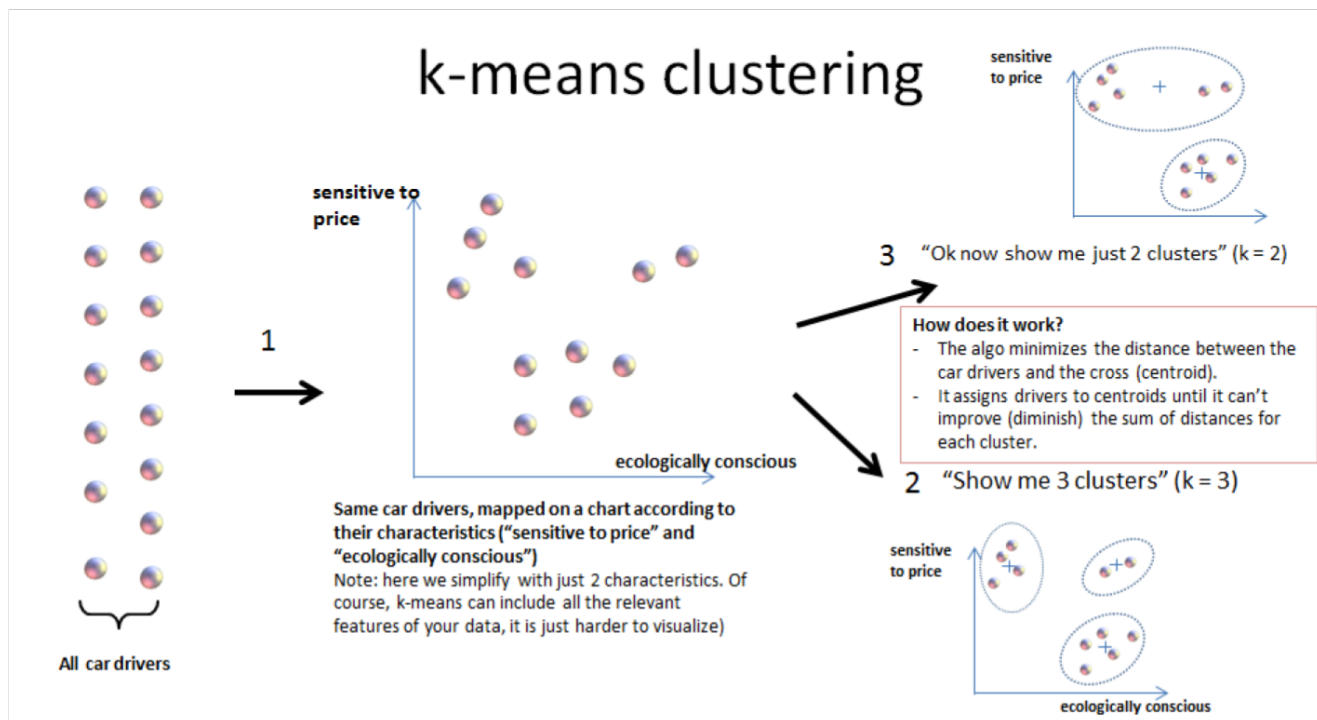 k-means clustering
All car drivers
1
sensitive to
price
ecologically conscious
Same car drivers, mapped on a chart according to
their characteristics (“sensitive to price” and
“ecologically conscious”)
Note: here we simplify with just 2 characteristics. Of
course, k-means can include all the relevant
features of your data, it is just harder to visualize)
sensitive
to price
3 “Ok now show me just 2 clusters” (k = 2)
How does it work?
- The algo minimizes the distance between the
car drivers and the cross (centroid).
- It assigns drivers to centroids until it can’t
improve (diminish) the sum of distances for
each cluster.
2 “Show me 3 clusters” (k = 3)
sensitive
to price
ecologically conscious